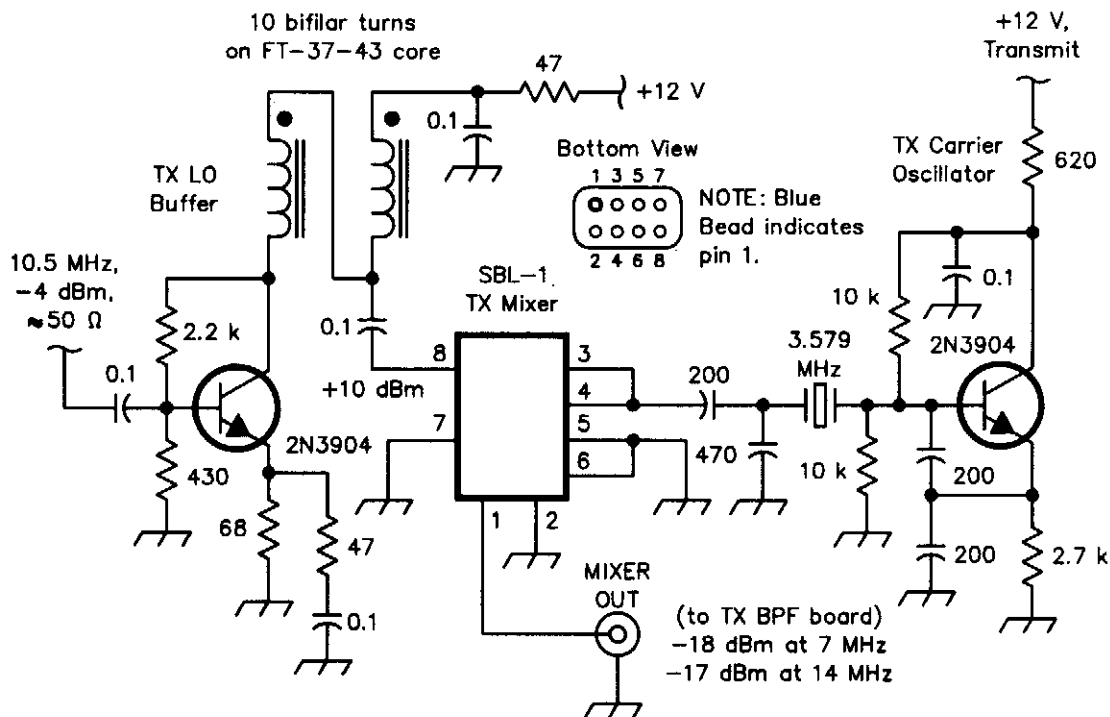 10 bifilar turns
on FT-37-43 core
47
+12 V
0.1
+12 V,
Transmit
620
TX Carrier
Oscillator
TX LO
Buffer
Bottom View
1 3 5 7
2 4 6 8
NOTE: Blue
Bead indicates
pin 1.
10.5 MHz,
-4 dBm,
≈50 Ω
2.2 k
0.1
430
2N3904
68
47
0.1
0.1
+10 dBm
SBL-1
TX Mixer
8
7
3
4
5
6
1
2
200
470
3.579
MHz
10 k
10 k
0.1
2N3904
200
200
2.7 k
MIXER
OUT
(to TX BPF board)
-18 dBm at 7 MHz
-17 dBm at 14 MHz